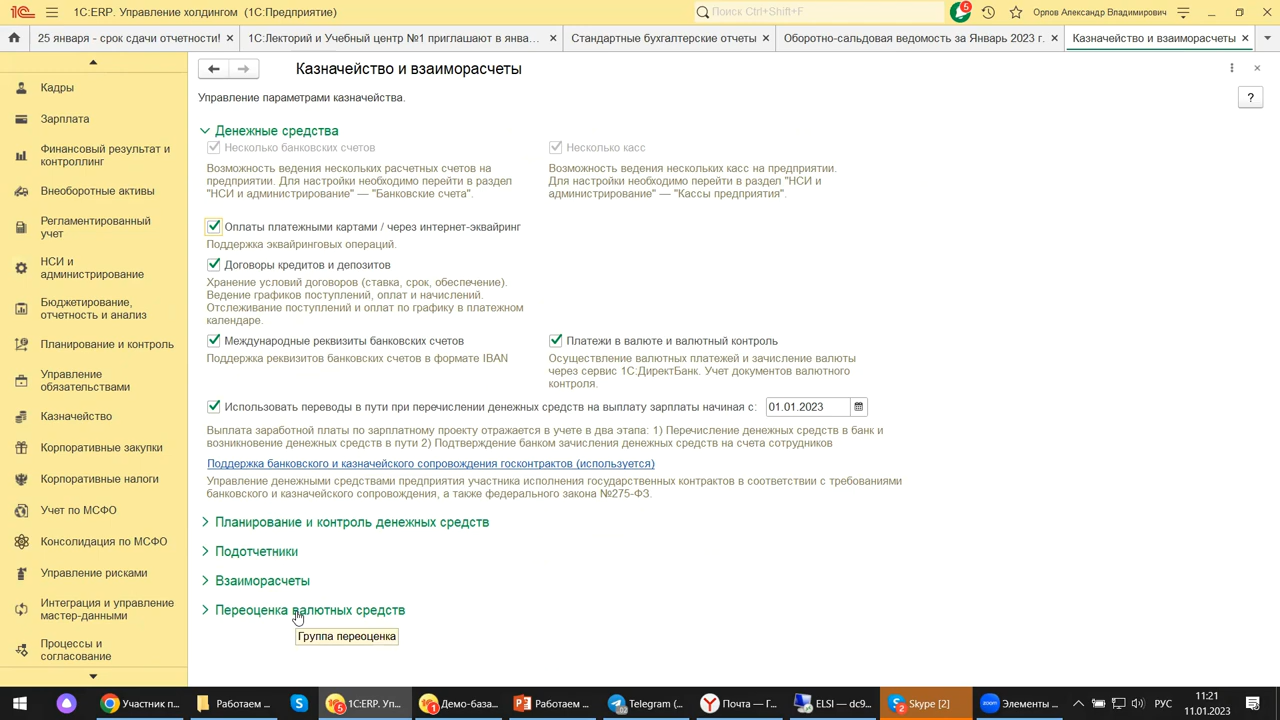 1С:ERP. Управление холдингом (1С:Предприятие)
Поиск Ctrl+Shift+F
5
Орлов Александр Владимирович
25 января - срок сдачи отчетности!
1С:Лекторий и Учебный центр №1 приглашают в янва...
Стандартные бухгалтерские отчеты
Оборотно-сальдовая ведомость за Январь 2023 г.
Казначейство и взаиморасчеты
Кадры
Зарплата
Финансовый результат и
контроллинг
Внеоборотные активы
Регламентированный
учет
НСИ и
администрирование
Бюджетирование,
отчетность и анализ
Планирование и контроль
Управление
обязательствами
Казначейство
Корпоративные закупки
Корпоративные налоги
Учет по МСФО
Консолидация по МСФО
Управление рисками
Интеграция и управление
мастер-данными
Процессы и
согласование
Казначейство и взаиморасчеты
Управление параметрами казначейства.
?
Денежные средства
Несколько банковских счетов
Возможность ведения нескольких расчетных счетов на
предприятии. Для настройки необходимо перейти в раздел
"НСИ и администрирование" — "Банковские счета".
Несколько касс
Возможность ведения нескольких касс на предприятии.
Для настройки необходимо перейти в раздел "НСИ и
администрирование" — "Кассы предприятия".
Оплаты платежными картами / через интернет-эквайринг
Поддержка эквайринговых операций.
Договоры кредитов и депозитов
Хранение условий договоров (ставка, срок, обеспечение).
Ведение графиков поступлений, оплат и начислений.
Отслеживание поступлений и оплат по графику в платежном
календаре.
Международные реквизиты банковских счетов
Поддержка реквизитов банковских счетов в формате IBAN
Платежи в валюте и валютный контроль
Осуществление валютных платежей и зачисление валюты
через сервис 1С:ДиректБанк. Учет документов валютного
контроля.
Использовать переводы в пути при перечислении денежных средств на выплату зарплаты начиная с: 01.01.2023
Выплата заработной платы по зарплатному проекту отражается в учете в два этапа: 1) Перечисление денежных средств в банк и
возникновение денежных средств в пути 2) Подтверждение банком зачисления денежных средств на счета сотрудников
Поддержка банковского и казначейского сопровождения госконтрактов (используется)
Управление денежными средствами предприятия участника исполнения государственных контрактов в соответствии с требованиями
банковского и казначейского сопровождения, а также федерального закона №275-ФЗ.
Планирование и контроль денежных средств
Подотчетники
Взаиморасчеты
Переоценка валютных средств
Группа переоценка
Участник п...
Работаем ...
1С:ERP. Уп...
Демо-база...
Работаем ...
Telegram (...
Почта — Г...
ELSI — dc9...
Skype [2]
Элементы ...
РУС
11:21
11.01.2023